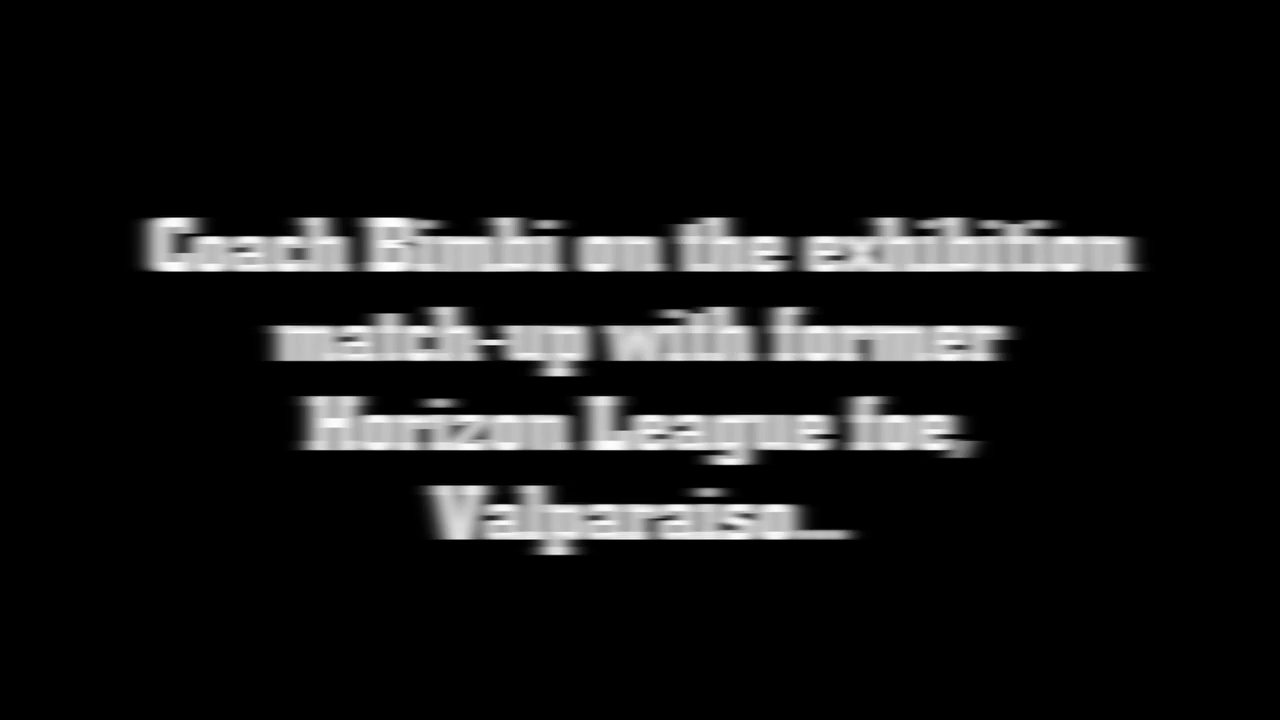 Coach Bimbi on the exhibition
match-up with former
Horizon League foe,
Valparaiso...